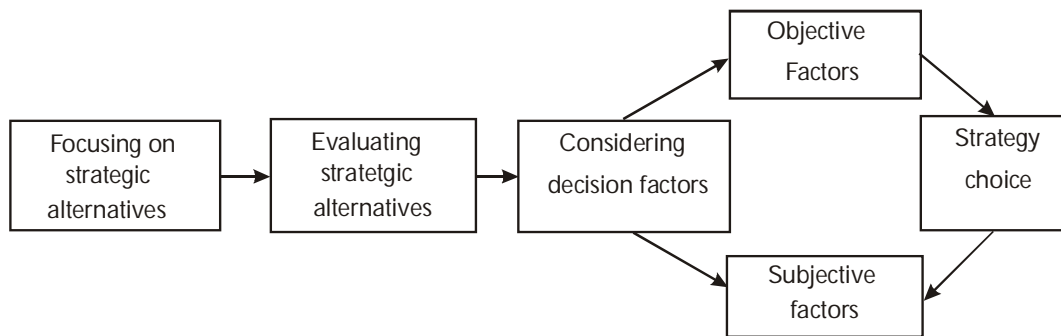 Focusing on
strategic
alternatives
Evaluating
stratetgic
alternatives
Considering
decision factors
Objective
Factors
Subjective
factors
Strategy
choice